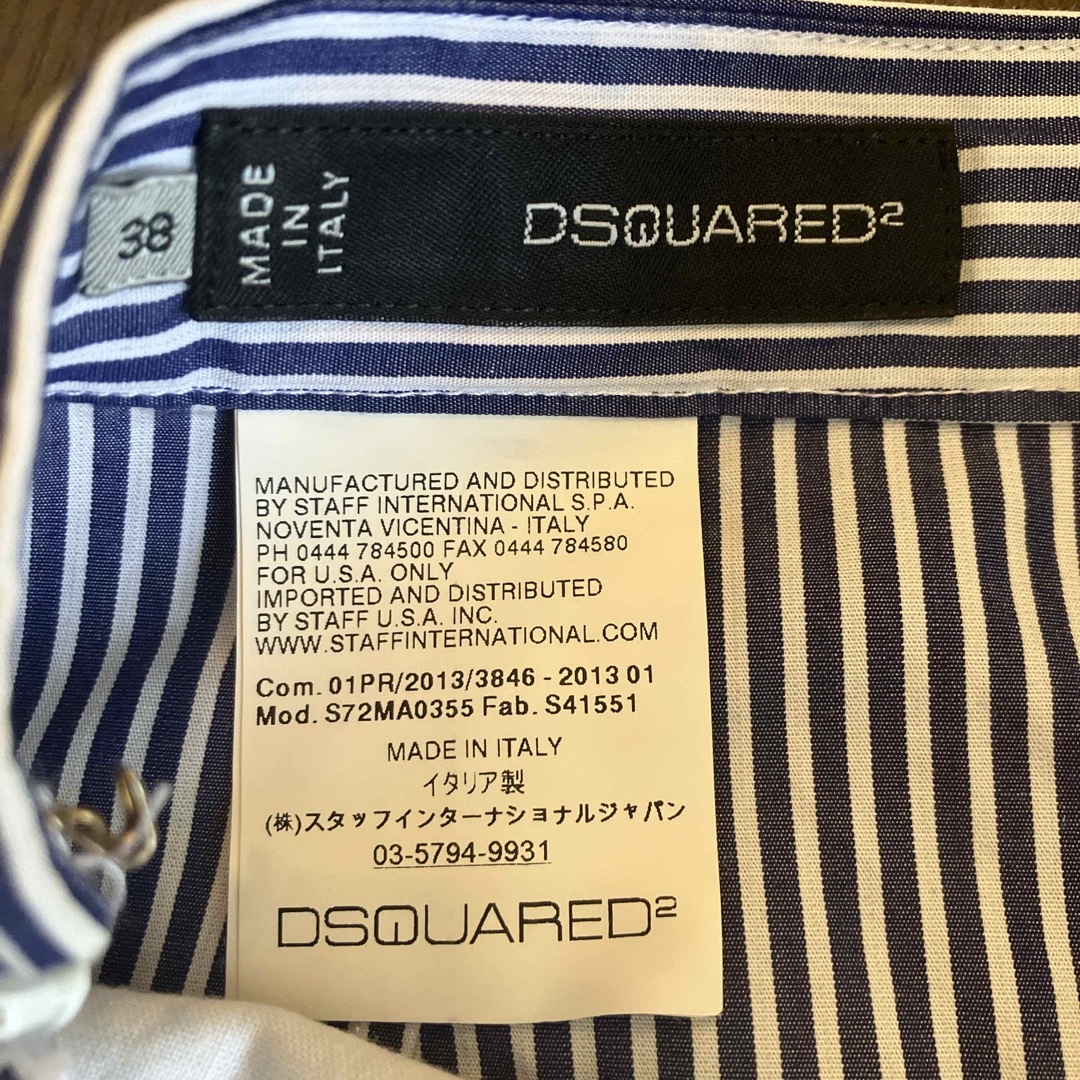 38
MADE
IN
ITALY
DSQUARED²
MANUFACTURED AND DISTRIBUTED
BY STAFF INTERNATIONAL S.P.A.
NOVENTA VICENTINA - ITALY
PH 0444 784500 FAX 0444 784580
FOR U.S.A. ONLY
IMPORTED AND DISTRIBUTED
BY STAFF U.S.A. INC.
WWW.STAFFINTERNATIONAL.COM
Com. 01PR/2013/3846 - 2013 01
Mod. S72MA0355 Fab. S41551
MADE IN ITALY
イタリア製
(株)スタッフインターナショナルジャパン
03-5794-9931
DSQUARED²